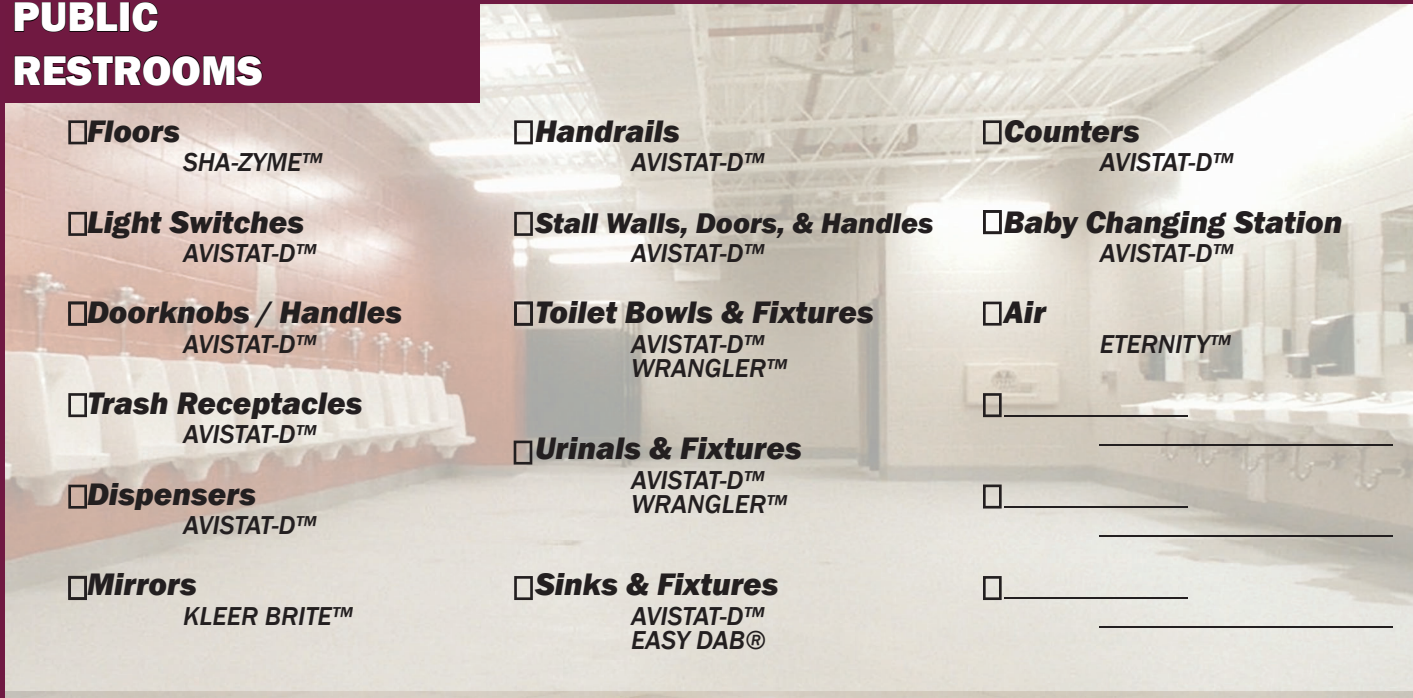 PUBLIC
RESTROOMS
☐Floors
SHA-ZYME™
☐Light Switches
AVISTAT-D™
☐Doorknobs / Handles
AVISTAT-D™
☐Trash Receptacles
AVISTAT-D™
☐Dispensers
AVISTAT-D™
☐Mirrors
KLEER BRITE™
☐Handrails
AVISTAT-D™
☐Stall Walls, Doors, & Handles
AVISTAT-D™
☐Toilet Bowls & Fixtures
AVISTAT-D™
WRANGLER™
☐Urinals & Fixtures
AVISTAT-D™
WRANGLER™
☐Sinks & Fixtures
AVISTAT-D™
EASY DAB®
☐Counters
AVISTAT-D™
☐Baby Changing Station
AVISTAT-D™
☐Air
ETERNITY™